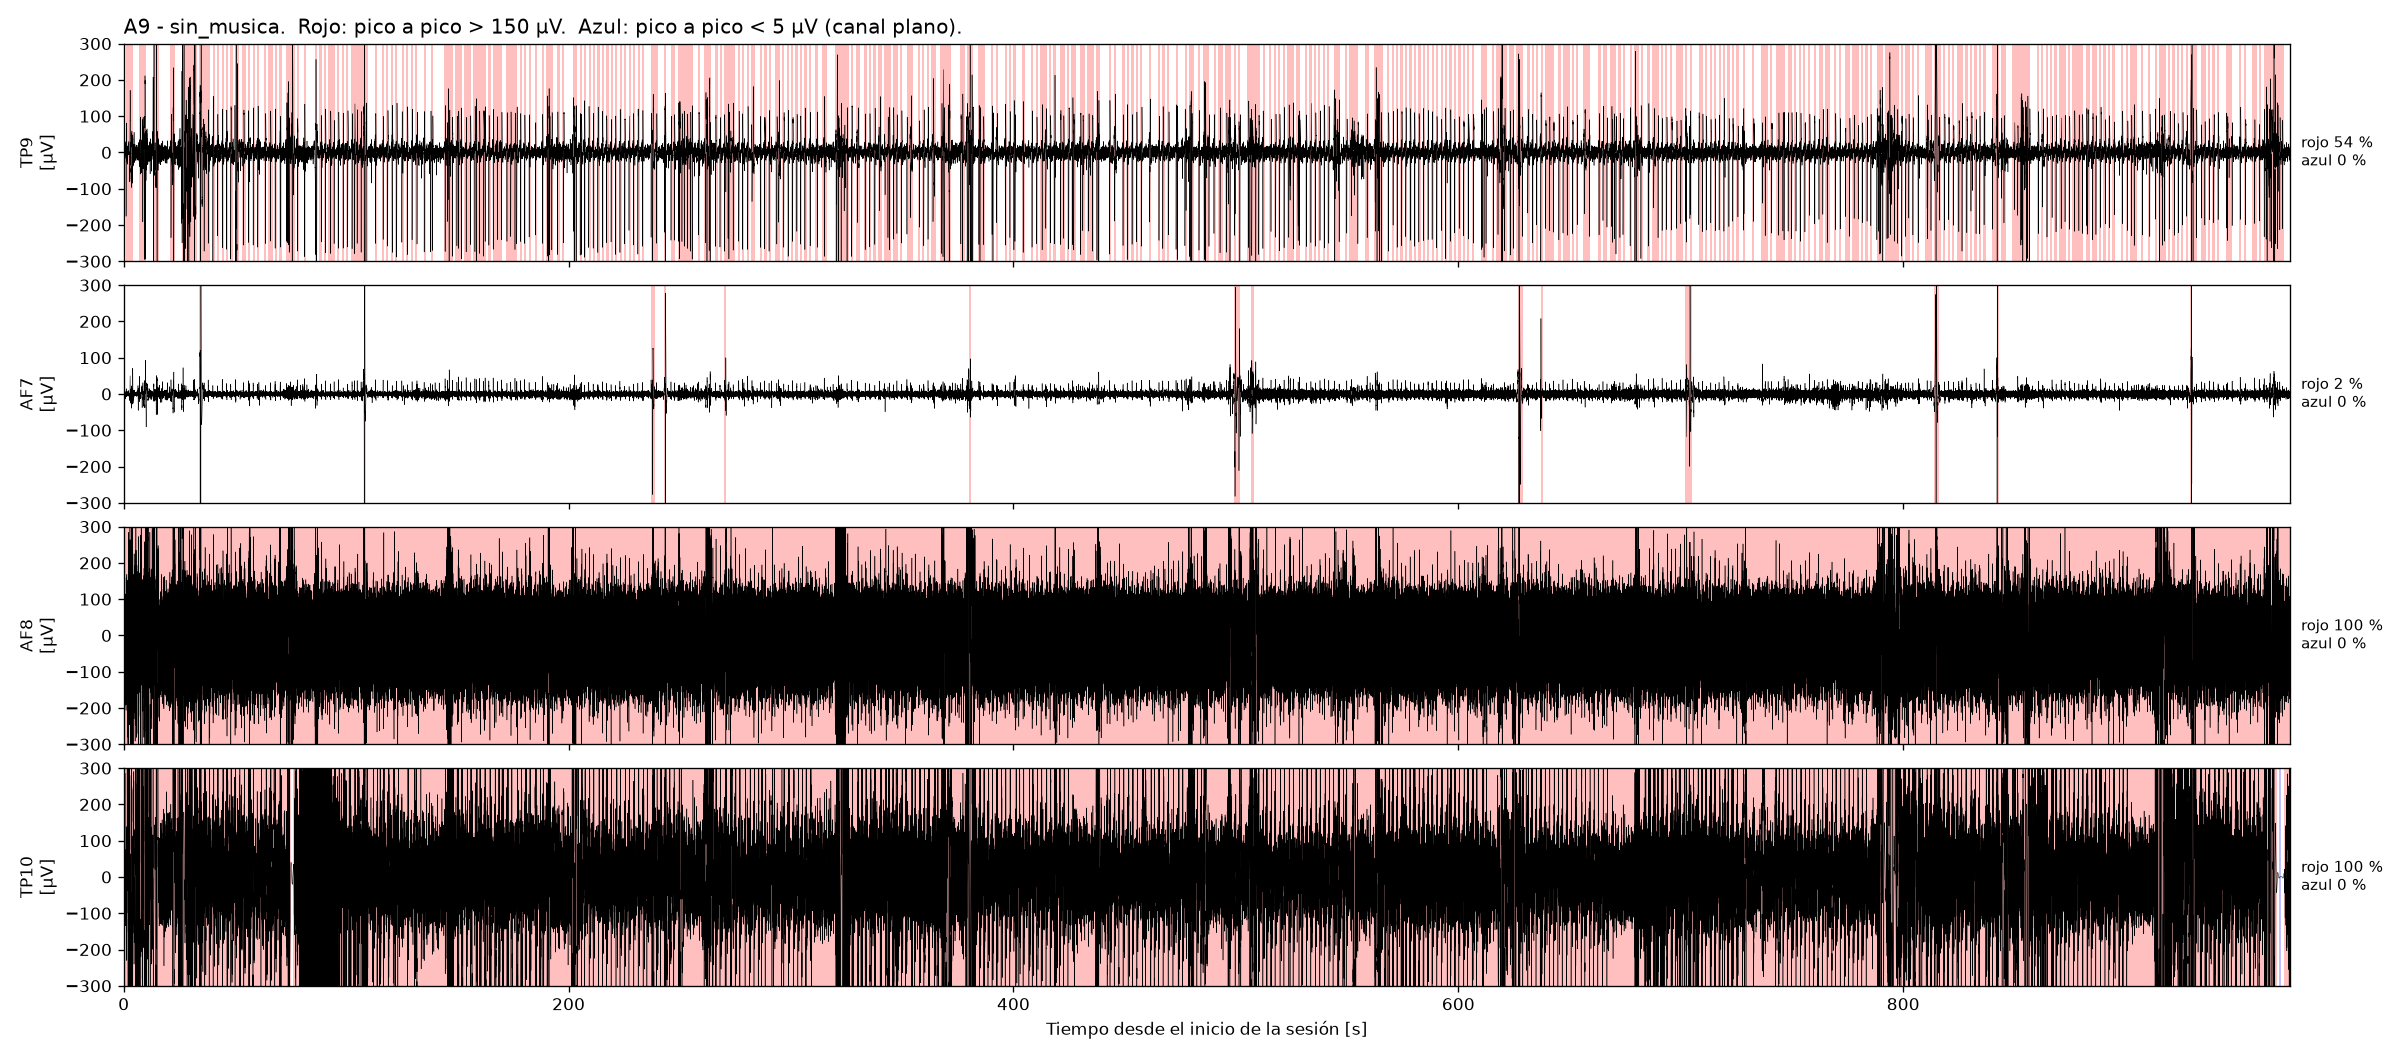 A9 - sin_musica.  Rojo: pico a pico > 150 µV.  Azul: pico a pico < 5 µV (canal plano).
300
200
100
0
−100
−200
−300
TP9
[µV]
rojo 54 %
azul 0 %
300
200
100
0
−100
−200
−300
AF7
[µV]
rojo 2 %
azul 0 %
300
200
100
0
−100
−200
−300
AF8
[µV]
rojo 100 %
azul 0 %
300
200
100
0
−100
−200
−300
TP10
[µV]
rojo 100 %
azul 0 %
0 200 400 600 800
Tiempo desde el inicio de la sesión [s]